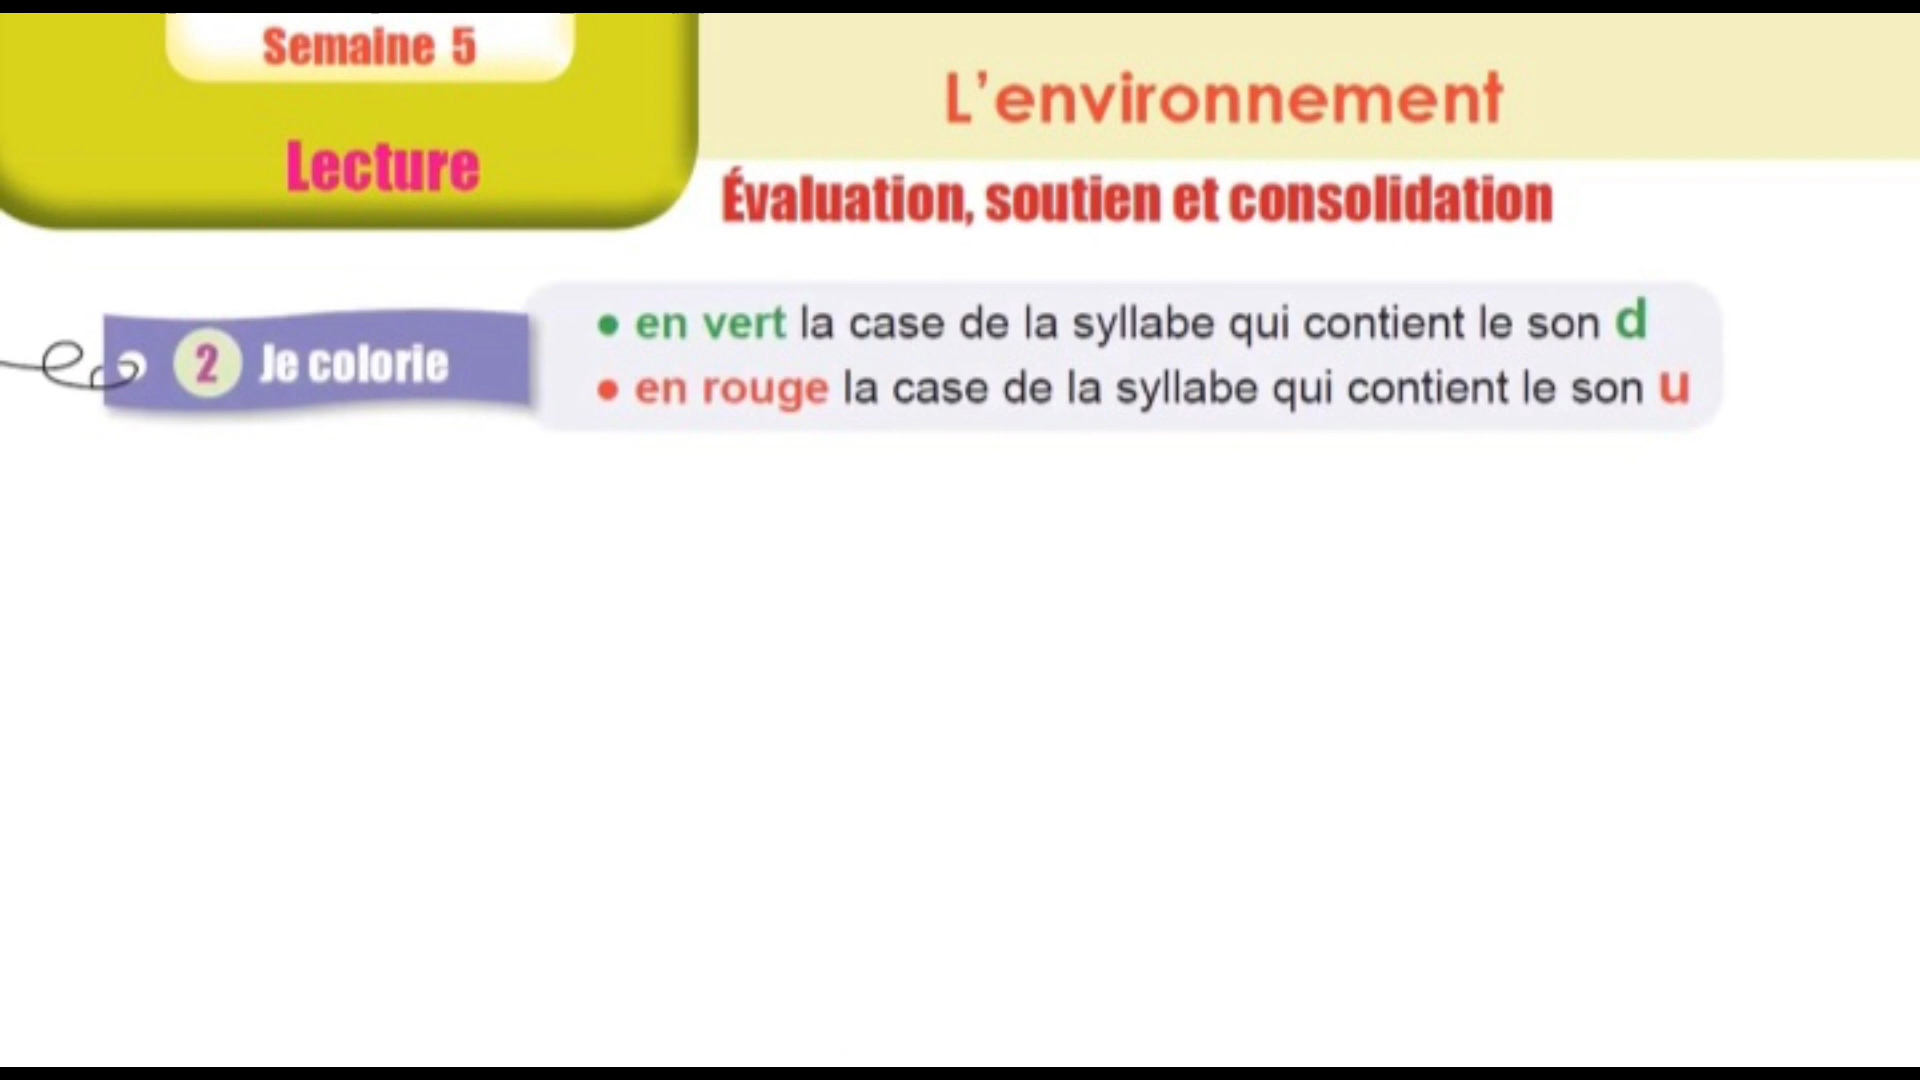 Semaine 5
Lecture
L'environnement
Évaluation, soutien et consolidation
2 Je colorie
• en vert la case de la syllabe qui contient le son d
• en rouge la case de la syllabe qui contient le son u